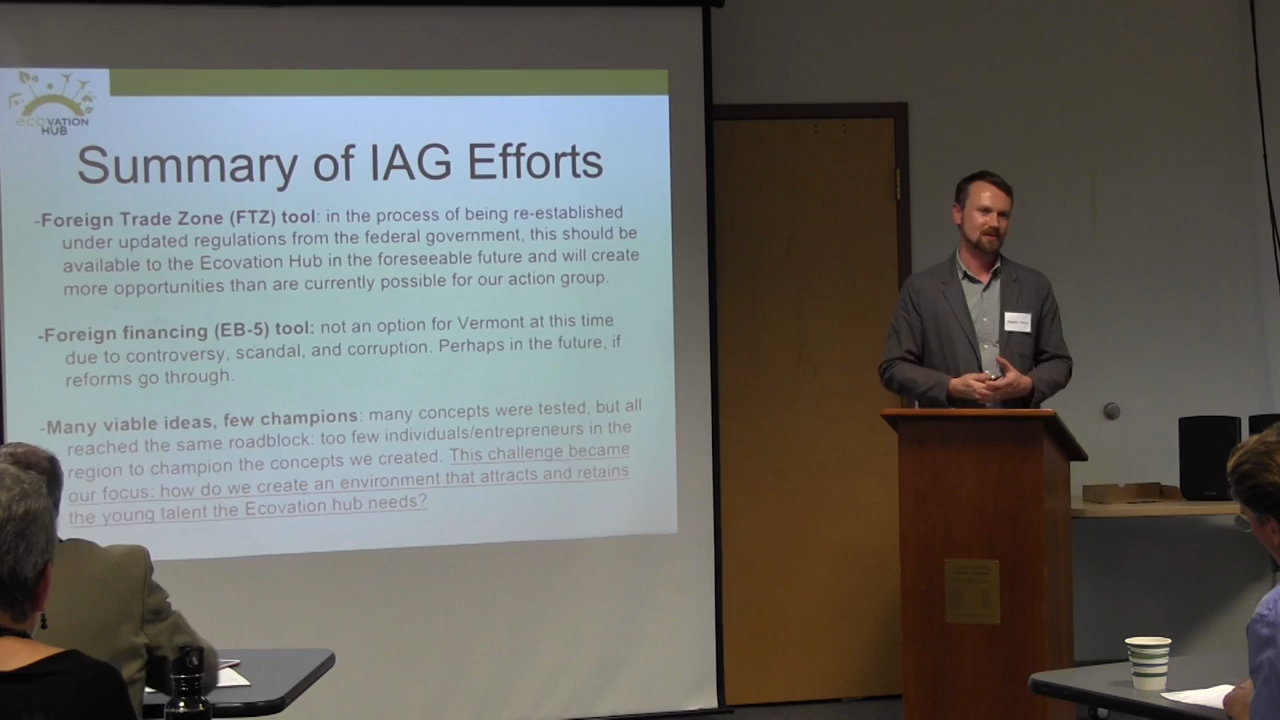 ecovation
HUB
Summary of IAG Efforts
-Foreign Trade Zone (FTZ) tool: in the process of being re-established
under updated regulations from the federal government, this should be
available to the Ecovation Hub in the foreseeable future and will create
more opportunities than are currently possible for our action group.
-Foreign financing (EB-5) tool: not an option for Vermont at this time
due to controversy, scandal, and corruption. Perhaps in the future, if
reforms go through.
-Many viable ideas, few champions: many concepts were tested, but all
reached the same roadblock: too few individuals/entrepreneurs in the
region to champion the concepts we created. This challenge became
our focus: how do we create an environment that attracts and retains
the young talent the Ecovation hub needs?